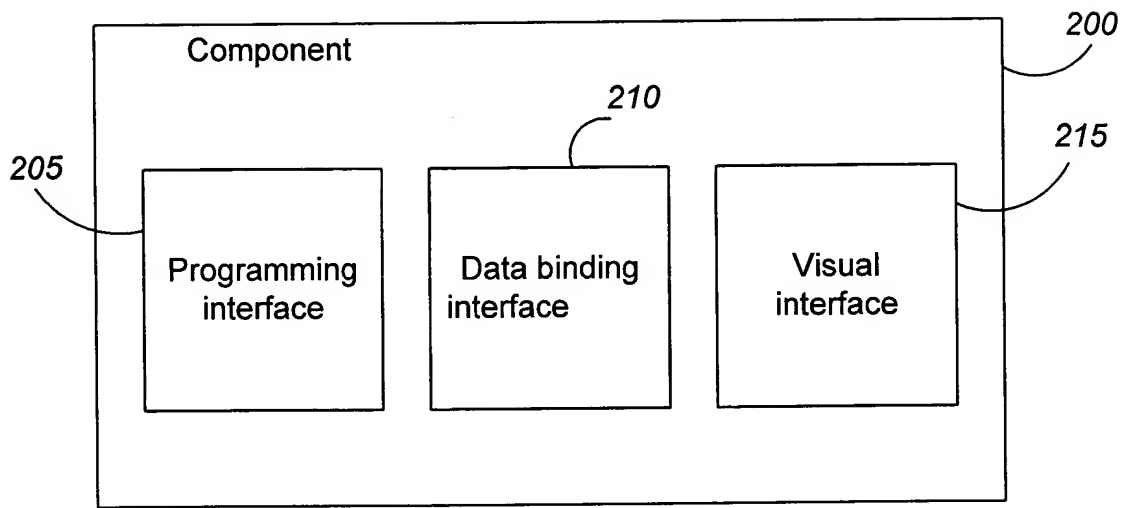 Component
200
210
215
205
Programming
interface
Data binding
interface
Visual
interface